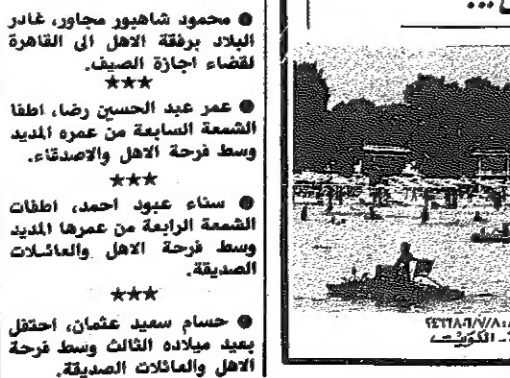 ● محمود شاهبور مجاور، غادر
البلاد برفقة الاهل الى القاهرة
لقضاء اجازة الصيف.
★★★
● عمر عبد الحسين رضا، اطفا
الشمعة السابعة من عمره المديد
وسط فرحة الاهل والاصدقاء.
★★★
● سناء عبود احمد، اطفات
الشمعة الرابعة من عمرها المديد
وسط فرحة الاهل والعائلات
الصديقة.
★★★
● حسام سعيد عثمان، احتفل
بعيد ميلاده الثالث وسط فرحة
الاهل والعائلات الصديقة.
الكويت